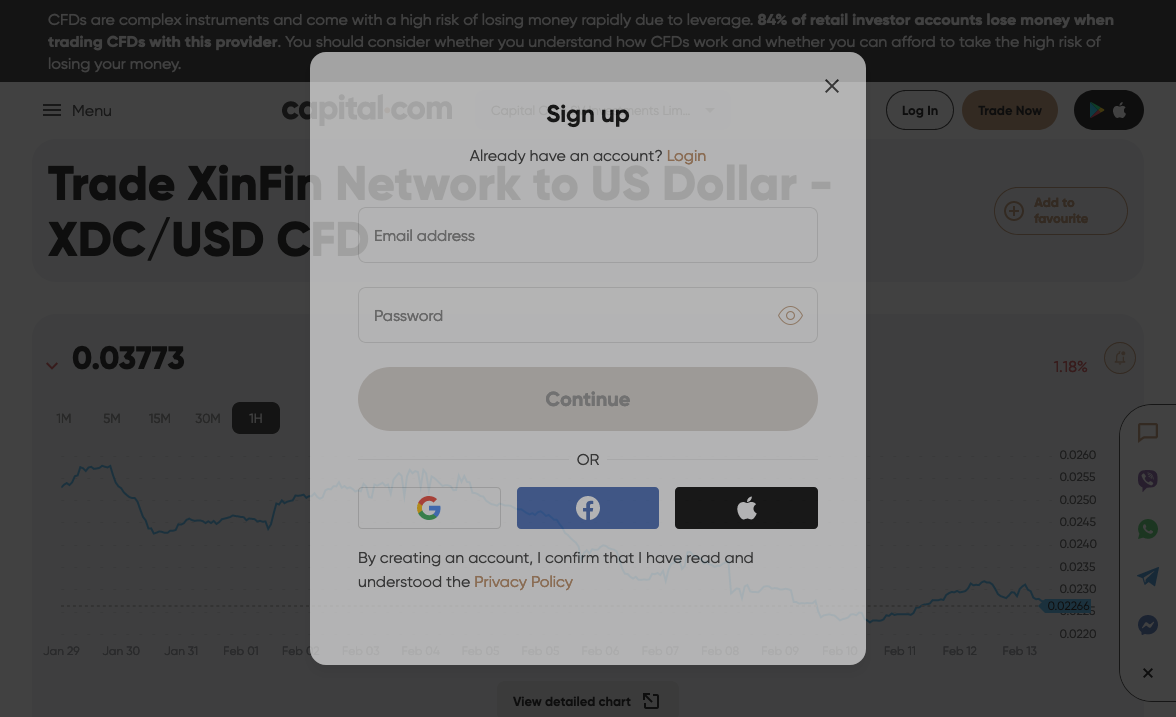 CFDs are complex instruments and come with a high risk of losing money rapidly due to leverage. 84% of retail investor accounts lose money when
trading CFDs with this provider. You should consider whether you understand how CFDs work and whether you can afford to take the high risk of
losing your money.
Menu
capital.com
Log In
Trade Now
Sign up
Already have an account? Login
Trade XinFin Network to US Dollar -
XDC/USD CFD
Add to
favourite
Email address
Password
0.03773
1.18%
Continue
1M 5M 15M 30M 1H
OR
0.0260
0.0255
0.0250
0.0245
0.0240
0.0235
0.0230
0.02266
0.0220
By creating an account, I confirm that I have read and
understood the Privacy Policy
Jan 29 Jan 30 Jan 31 Feb 01 Feb 02 Feb 03 Feb 04 Feb 05 Feb 05 Feb 06 Feb 07 Feb 08 Feb 09 Feb 10 Feb 11 Feb 12 Feb 13
View detailed chart